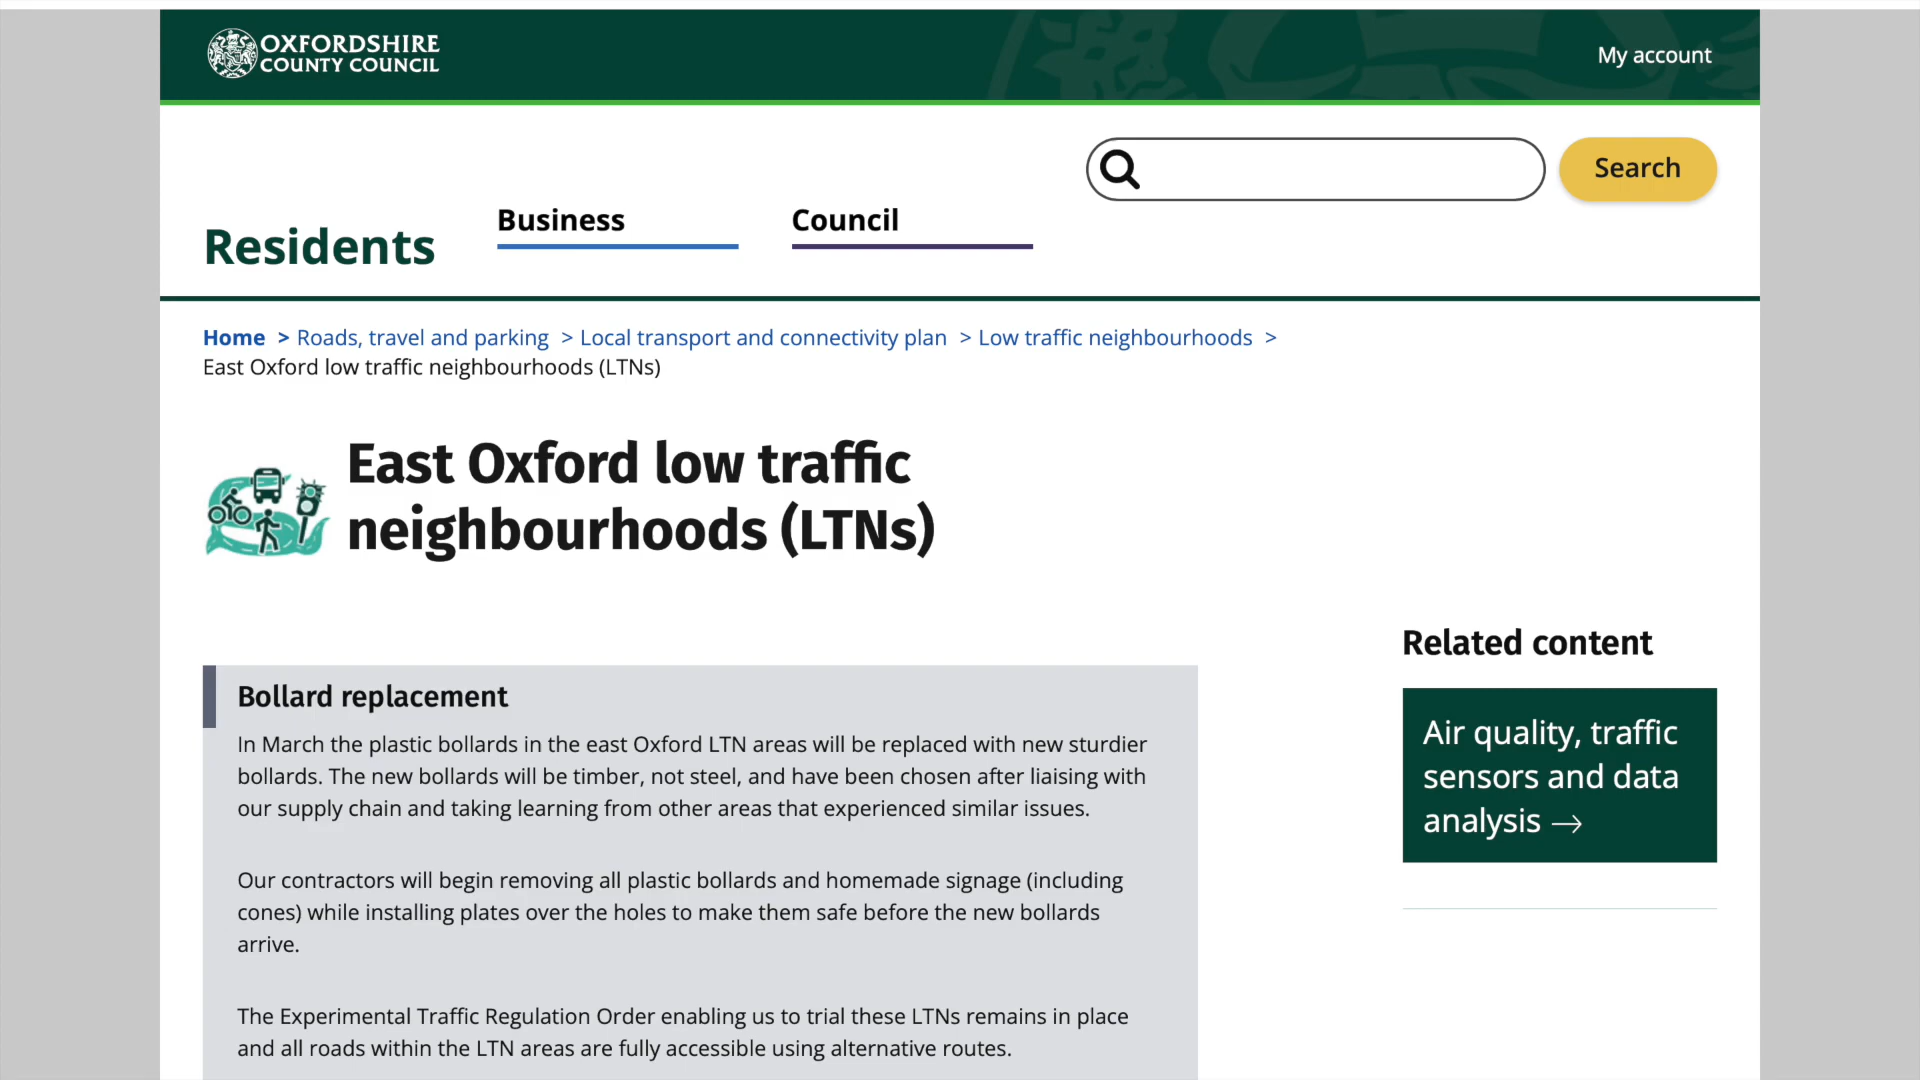 OXFORDSHIRE
COUNTY COUNCIL
My account
Search
Residents
Business
Council
Home > Roads, travel and parking > Local transport and connectivity plan > Low traffic neighbourhoods >
East Oxford low traffic neighbourhoods (LTNs)
East Oxford low traffic
neighbourhoods (LTNs)
Bollard replacement
In March the plastic bollards in the east Oxford LTN areas will be replaced with new sturdier
bollards. The new bollards will be timber, not steel, and have been chosen after liaising with
our supply chain and taking learning from other areas that experienced similar issues.
Our contractors will begin removing all plastic bollards and homemade signage (including
cones) while installing plates over the holes to make them safe before the new bollards
arrive.
The Experimental Traffic Regulation Order enabling us to trial these LTNs remains in place
and all roads within the LTN areas are fully accessible using alternative routes.
Related content
Air quality, traffic
sensors and data
analysis →